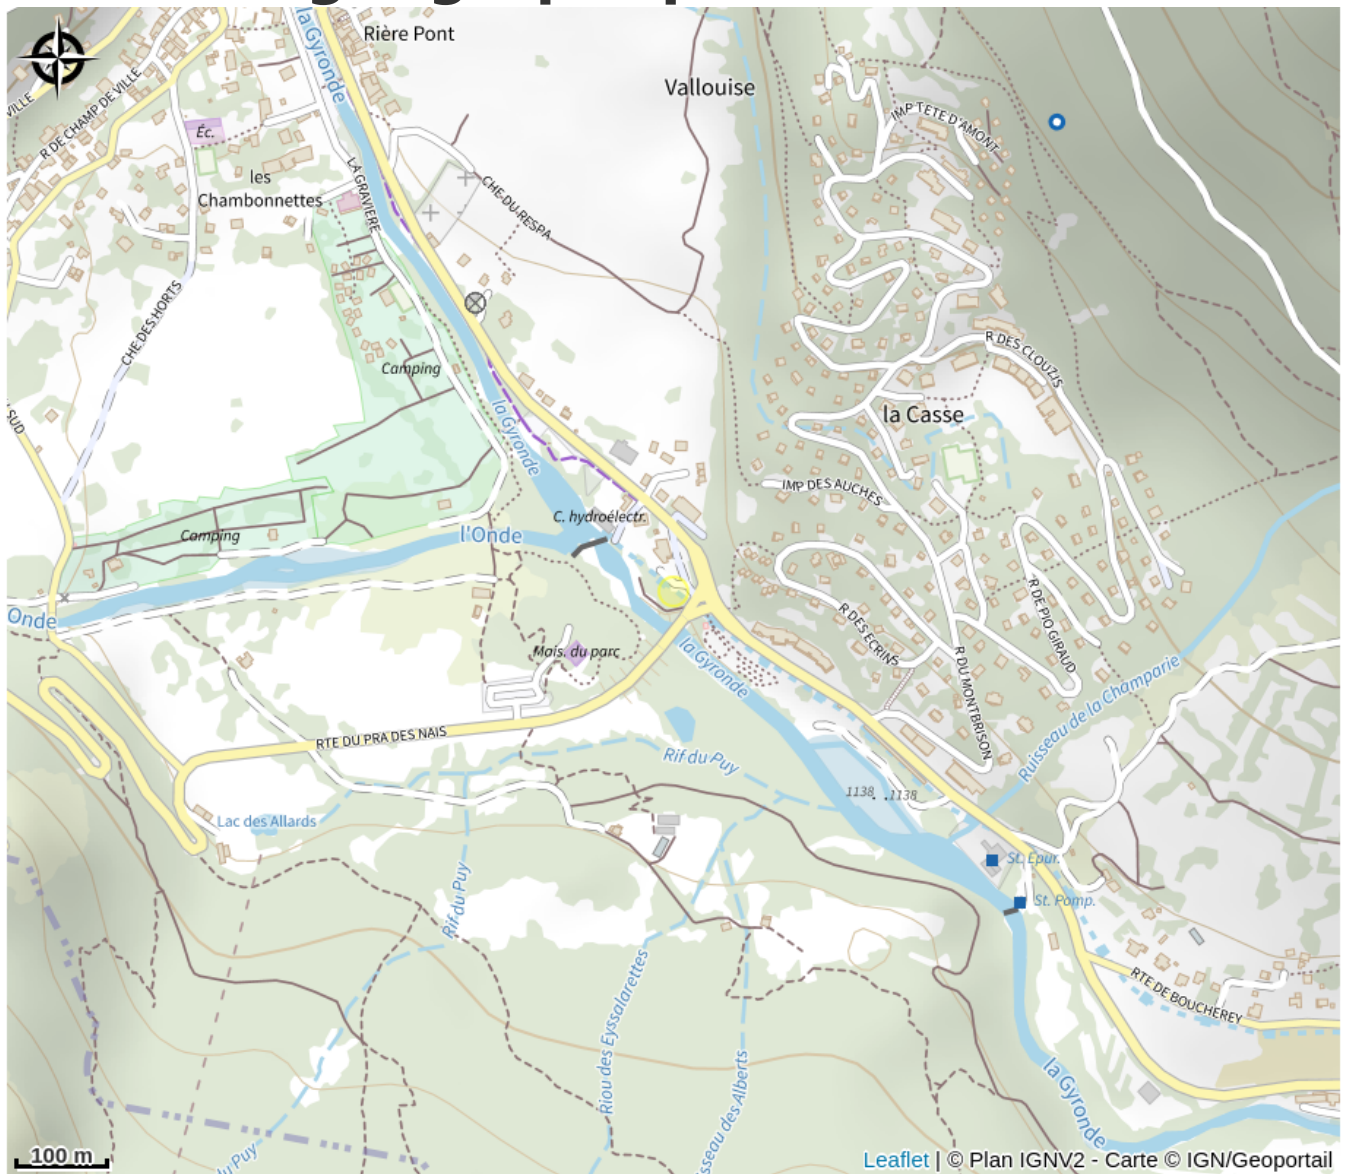 la Gyronde
Rière Pont
Vallouise
VILLE
R DE CHAMP DE VILLE
Éc.
IMP TETE D'AMONT
les
Chambonnettes
LA GRAVIERE
CHE DU RESPA
CHE DES HORTS
Camping
R DES CLOUZIS
la Casse
SUD
la Gyronde
IMP DES AUCHES
Camping
l'Onde
C. hydroélectr.
Onde
R DES ECRINS
R DE PIO GIRAUD
Mais. du parc
la Gyronde
R DU MONTBRISON
Ruisseau de la Champarie
RTE DU PRA DES NAIS
Rif du Puy
1138
1138
Lac des Allards
St. Epur.
St. Pomp.
Rif du Puy
Riou des Eyssalarettes
RTE DE BOUCHEREY
sseau des Alberts
la Gyronde
du Puy
100 m
Leaflet | © Plan IGNV2 - Carte © IGN/Geoportail